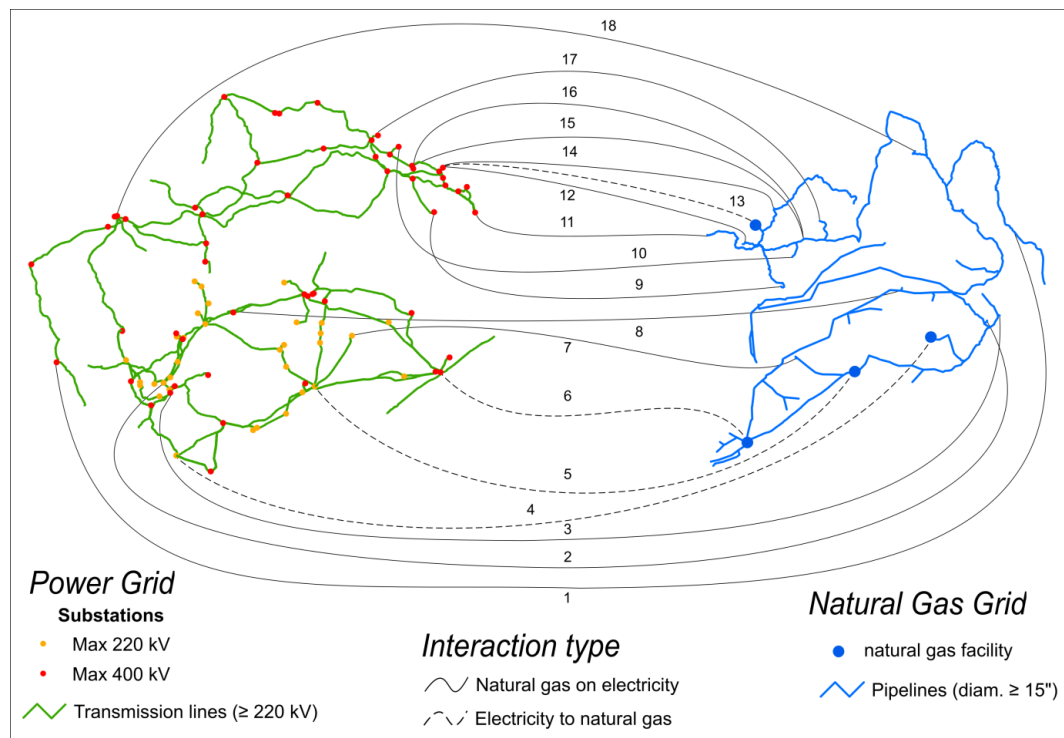 18
17
16
15
14
12
13
11
10
9
8
7
6
5
4
3
2
1
Power Grid
Substations
Max 220 kV
Max 400 kV
Transmission lines (≥ 220 kV)
Interaction type
Natural gas on electricity
Electricity to natural gas
Natural Gas Grid
natural gas facility
Pipelines (diam. ≥ 15")